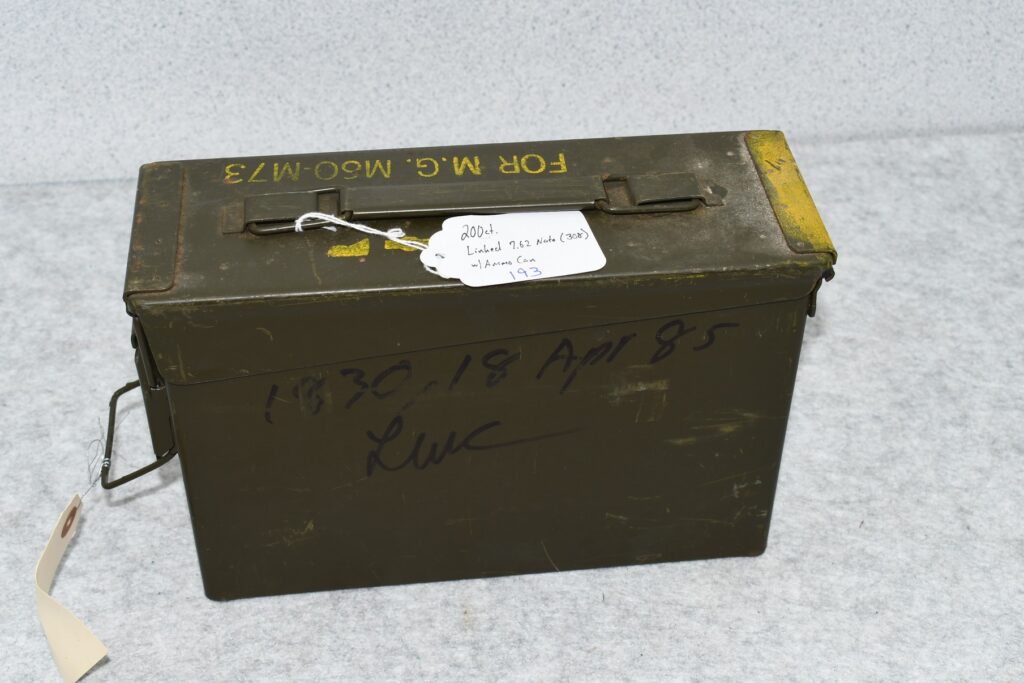 FOR M.G. M60-M73
200ct.
Linked 7.62 Nato (308)
w/ Ammo Can
193
1830, 18 Apr 85
LWC